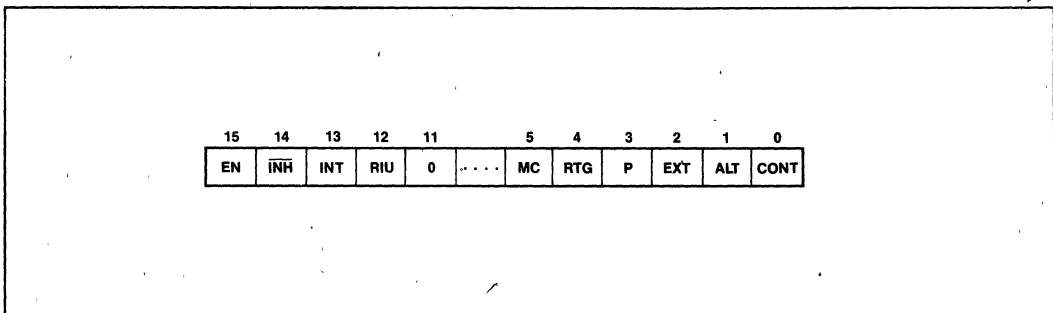 15 14 13 12 11 5 4 3 2 1 0
EN INH INT RIU 0 .... MC RTG P EXT ALT CONT